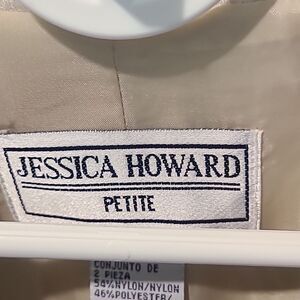 JESSICA HOWARD
PETITE
CONJUNTO DE
2 PIEZA
54%NYLON/NYLON
46%POLYESTER/